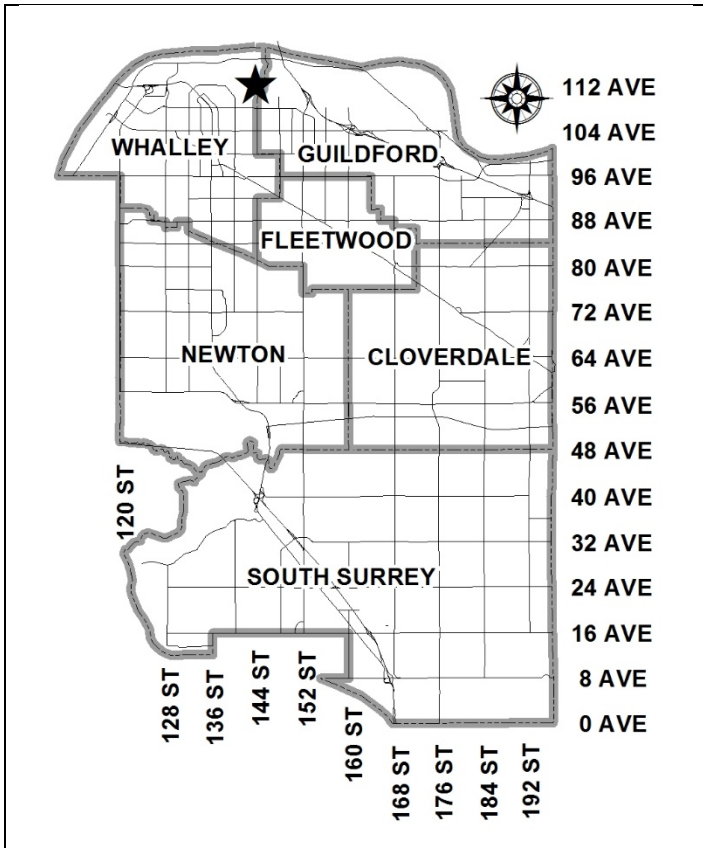 112 AVE
104 AVE
WHALLEY
GUILDFORD
96 AVE
88 AVE
FLEETWOOD
80 AVE
72 AVE
NEWTON
CLOVERDALE
64 AVE
56 AVE
48 AVE
120 ST
40 AVE
32 AVE
SOUTH SURREY
24 AVE
16 AVE
128 ST
136 ST
144 ST
152 ST
8 AVE
160 ST
0 AVE
168 ST
176 ST
184 ST
192 ST